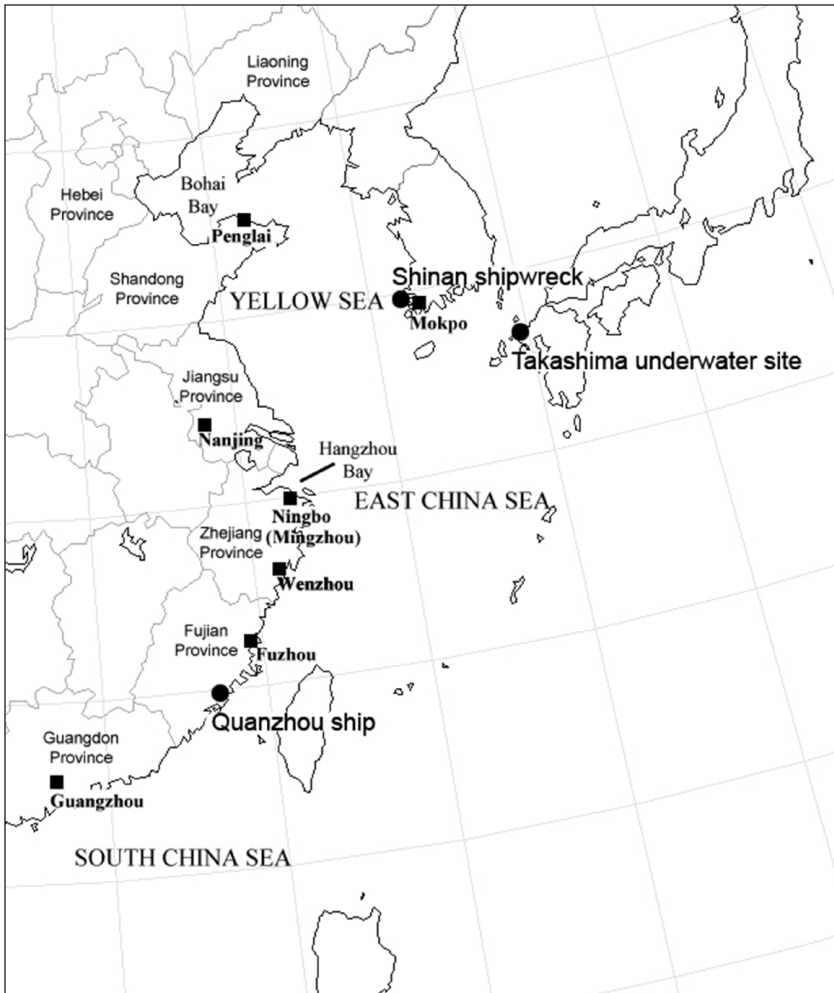 Liaoning
Province
Hebei
Province
Bohai
Bay
Penglai
Shandong
Province
YELLOW SEA
Shinan shipwreck
Mokpo
Takashima underwater site
Jiangsu
Province
Nanjing
Hangzhou
Bay
EAST CHINA SEA
Ningbo
(Mingzhou)
Zhejiang
Province
Wenzhou
Fujian
Province
Fuzhou
Quanzhou ship
Guangdon
Province
Guangzhou
SOUTH CHINA SEA